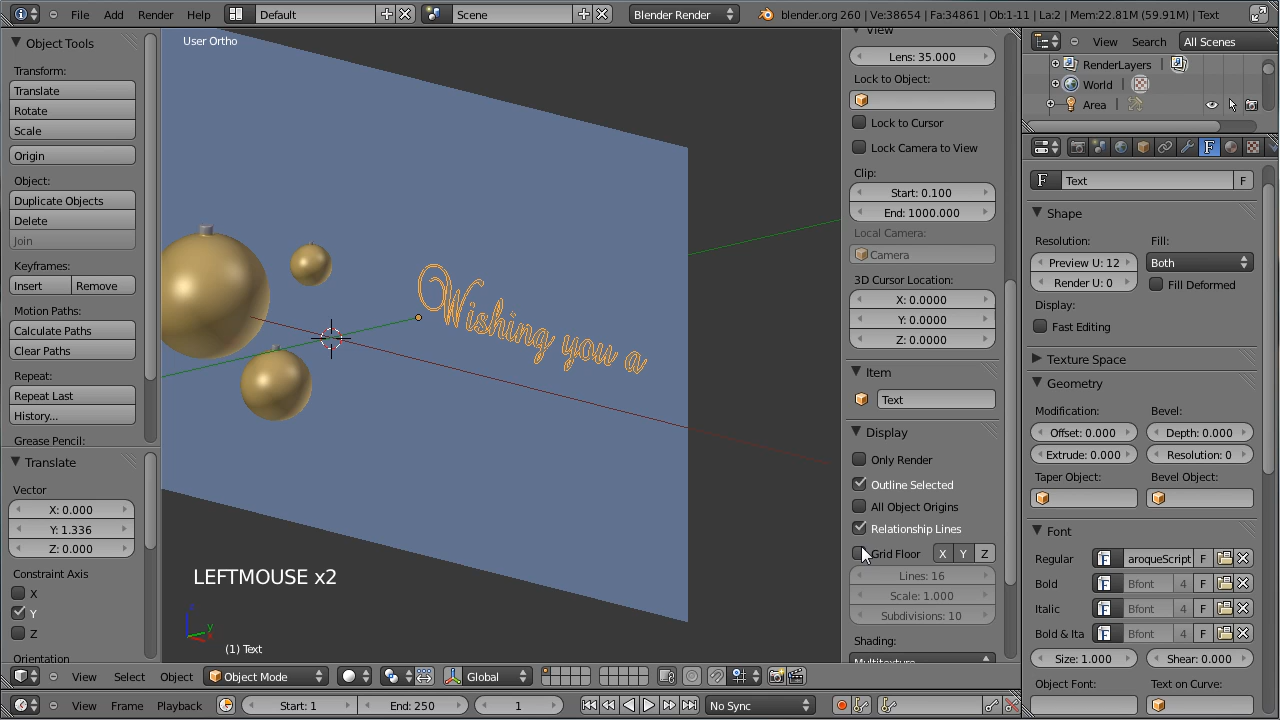 File Add Render Help Default Scene Blender Render blender.org 260 | Ve:38654 | Fa:34861 | Ob:1-11 | La:2 | Mem:22.81M (59.91M) | Text
Object Tools
Transform:
Translate
Rotate
Scale
Origin
Object:
Duplicate Objects
Delete
Join
Keyframes:
Insert Remove
Motion Paths:
Calculate Paths
Clear Paths
Repeat:
Repeat Last
History...
Grease Pencil:
Translate
Vector
X: 0.000
Y: 1.336
Z: 0.000
Constraint Axis
X
Y
Z
Orientation
User Ortho
Wishing you a
LEFTMOUSE x2
z
y
x
(1) Text
View
Lens: 35.000
Lock to Object:
Lock to Cursor
Lock Camera to View
Clip:
Start: 0.100
End: 1000.000
Local Camera:
Camera
3D Cursor Location:
X: 0.0000
Y: 0.0000
Z: 0.0000
Item
Text
Display
Only Render
Outline Selected
All Object Origins
Relationship Lines
Grid Floor X Y Z
Lines: 16
Scale: 1.000
Subdivisions: 10
Shading:
Multitexture
View Search All Scenes
RenderLayers
World
Area
F Text F
Shape
Resolution: Fill:
Preview U: 12 Both
Render U: 0 Fill Deformed
Display:
Fast Editing
Texture Space
Geometry
Modification: Bevel:
Offset: 0.000 Depth: 0.000
Extrude: 0.000 Resolution: 0
Taper Object: Bevel Object:
Font
Regular F aroqueScript F
Bold F Bfont 4 F
Italic F Bfont 4 F
Bold & Ita F Bfont 4 F
Size: 1.000 Shear: 0.000
Object Font: Text on Curve:
View Select Object Object Mode Global
View Frame Playback Start: End: 250 1 No Sync